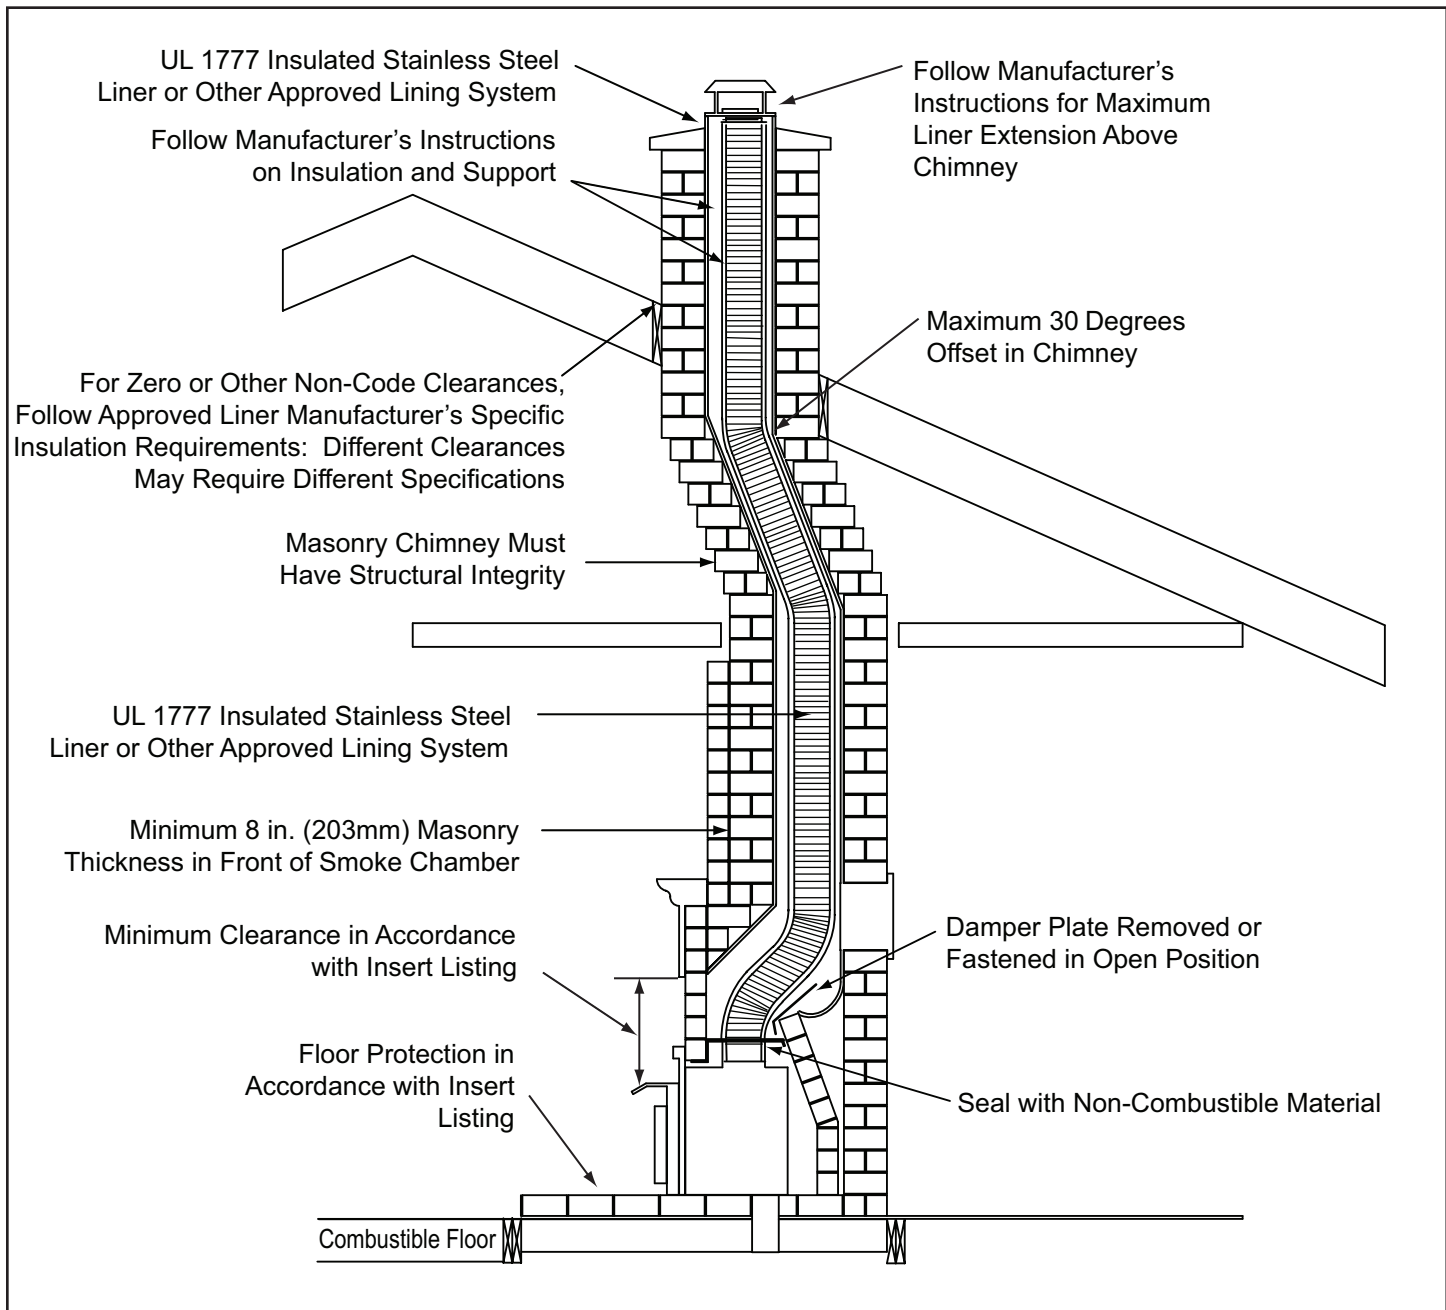 UL 1777 Insulated Stainless Steel
Liner or Other Approved Lining System
Follow Manufacturer’s Instructions
on Insulation and Support
Follow Manufacturer’s
Instructions for Maximum
Liner Extension Above
Chimney
Maximum 30 Degrees
Offset in Chimney
For Zero or Other Non-Code Clearances,
Follow Approved Liner Manufacturer’s Specific
Insulation Requirements: Different Clearances
May Require Different Specifications
Masonry Chimney Must
Have Structural Integrity
UL 1777 Insulated Stainless Steel
Liner or Other Approved Lining System
Minimum 8 in. (203mm) Masonry
Thickness in Front of Smoke Chamber
Minimum Clearance in Accordance
with Insert Listing
Damper Plate Removed or
Fastened in Open Position
Floor Protection in
Accordance with Insert
Listing
Seal with Non-Combustible Material
Combustible Floor